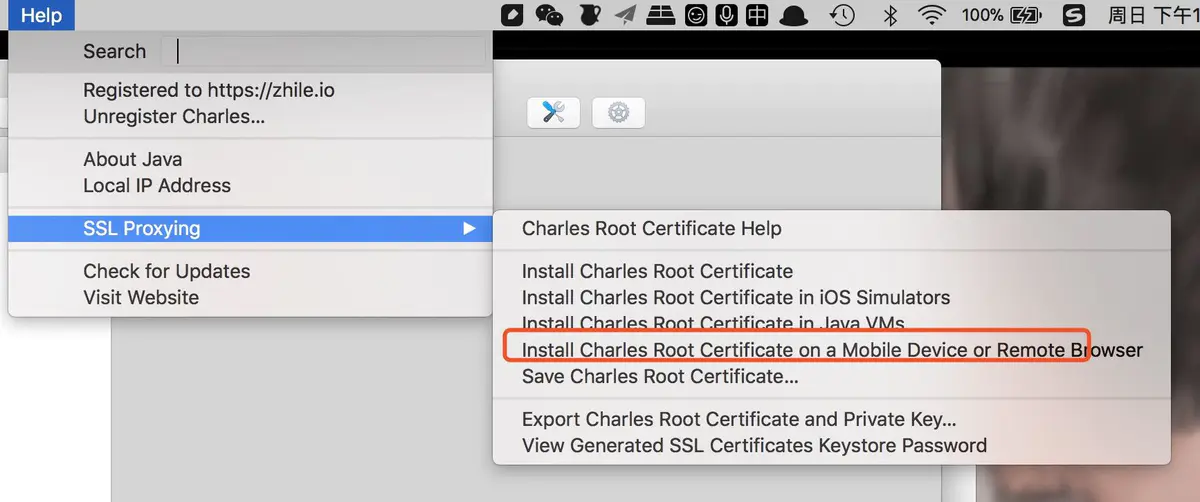 Help
100%
中
周日 下午1
Search
Registered to https://zhile.io
Unregister Charles...
About Java
Local IP Address
SSL Proxying
Check for Updates
Visit Website
Charles Root Certificate Help
Install Charles Root Certificate
Install Charles Root Certificate in iOS Simulators
Install Charles Root Certificate in Java VMs
Install Charles Root Certificate on a Mobile Device or Remote Browser
Save Charles Root Certificate...
Export Charles Root Certificate and Private Key...
View Generated SSL Certificates Keystore Password